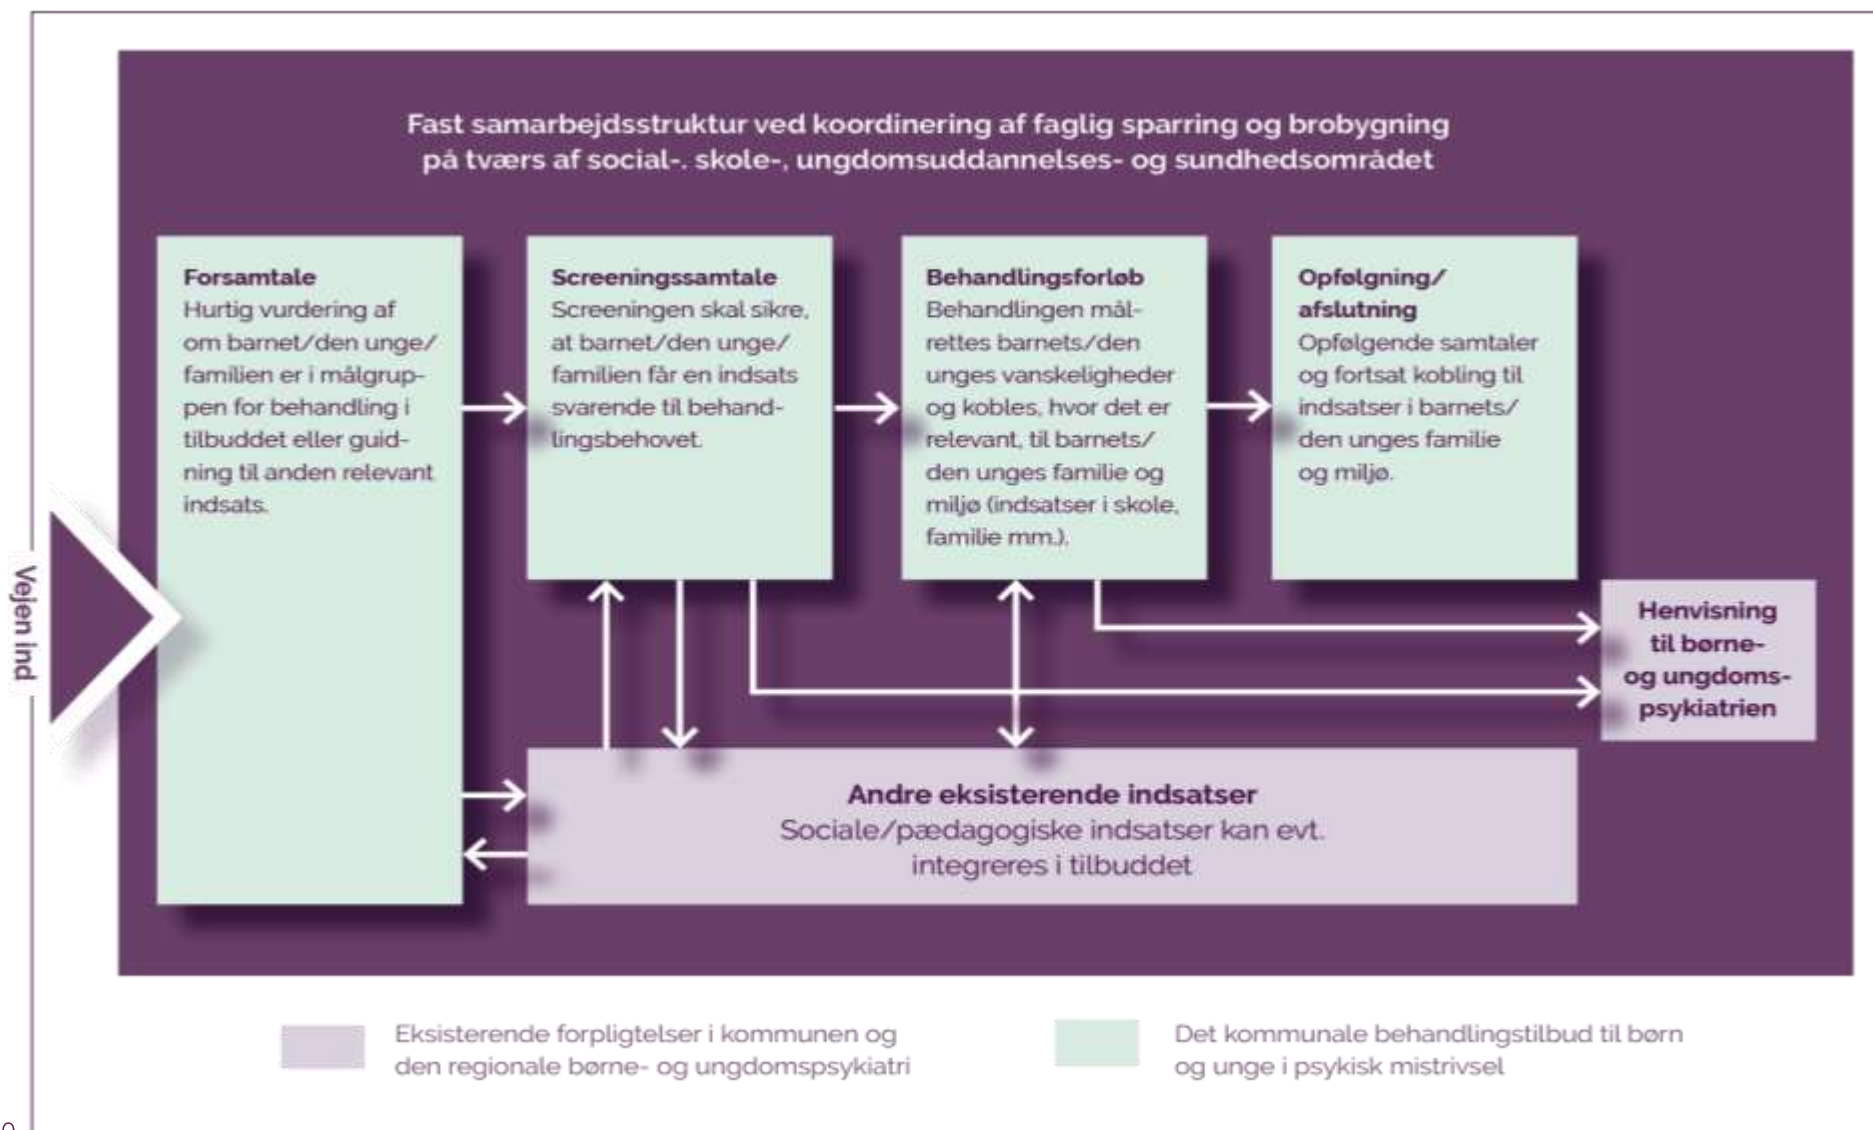 Fast samarbejdsstruktur ved koordinering af faglig sparring og brobygning
på tværs af social-. skole-, ungdomsuddannelses- og sundhedsområdet
Vejen ind
Forsamtale
Hurtig vurdering af
om barnet/den unge/
familien er i målgrup-
pen for behandling i
tilbuddet eller guid-
ning til anden relevant
indsats.
Screeningssamtale
Screeningen skal sikre,
at barnet/den unge/
familien får en indsats
svarende til behand-
lingsbehovet.
Behandlingsforløb
Behandlingen mål-
rettes barnets/den
unges vanskeligheder
og kobles, hvor det er
relevant, til barnets/
den unges familie og
miljø (indsatser i skole,
familie mm.).
Opfølgning/
afslutning
Opfølgende samtaler
og fortsat kobling til
indsatser i barnets/
den unges familie
og miljø.
Henvisning
til børne-
og ungdoms-
psykiatrien
Andre eksisterende indsatser
Sociale/pædagogiske indsatser kan evt.
integreres i tilbuddet
Eksisterende forpligtelser i kommunen og
den regionale børne- og ungdomspsykiatri
Det kommunale behandlingstilbud til børn
og unge i psykisk mistrivsel